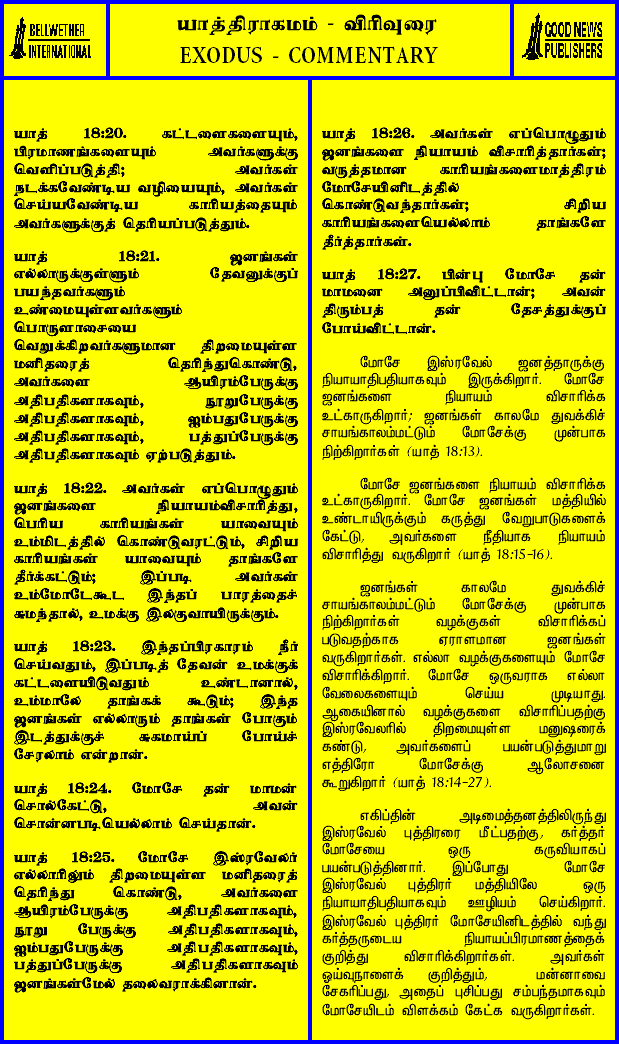 BELLWETHER
INTERNATIONAL
யாத்திராகமம் - விரிவுரை
EXODUS - COMMENTARY
GOOD NEWS
PUBLISHERS
யாத் 18:20. கட்டளைகளையும்,
பிரமாணங்களையும் அவர்களுக்கு
வெளிப்படுத்தி; அவர்கள்
நடக்கவேண்டிய வழியையும், அவர்கள்
செய்யவேண்டிய காரியத்தையும்
அவர்களுக்குத் தெரியப்படுத்தும்.
யாத் 18:21. ஜனங்கள்
எல்லாருக்குள்ளும் தேவனுக்குப்
பயந்தவர்களும்
உண்மையுள்ளவர்களும்
பொருளாசையை
வெறுக்கிறவர்களுமான திறமையுள்ள
மனிதரைத் தெரிந்துகொண்டு,
அவர்களை ஆயிரம்பேருக்கு
அதிபதிகளாகவும், நூறுபேருக்கு
அதிபதிகளாகவும், ஐம்பதுபேருக்கு
அதிபதிகளாகவும், பத்துப்பேருக்கு
அதிபதிகளாகவும் ஏற்படுத்தும்.
யாத் 18:22. அவர்கள் எப்பொழுதும்
ஜனங்களை நியாயம்விசாரித்து,
பெரிய காரியங்கள் யாவையும்
உம்மிடத்தில் கொண்டுவரட்டும், சிறிய
காரியங்கள் யாவையும் தாங்களே
தீர்க்கட்டும்; இப்படி அவர்கள்
உம்மோடேகூட இந்தப் பாரத்தைச்
சுமந்தால், உமக்கு இலகுவாயிருக்கும்.
யாத் 18:23. இந்தப்பிரகாரம் நீர்
செய்வதும், இப்படித் தேவன் உமக்குக்
கட்டளையிடுவதும் உண்டானால்,
உம்மாலே தாங்கக் கூடும்; இந்த
ஜனங்கள் எல்லாரும் தாங்கள் போகும்
இடத்துக்குச் சுகமாய்ப் போய்ச்
சேரலாம் என்றான்.
யாத் 18:24. மோசே தன் மாமன்
சொல்கேட்டு, அவன்
சொன்னபடியெல்லாம் செய்தான்.
யாத் 18:25. மோசே இஸ்ரவேலர்
எல்லாரிலும் திறமையுள்ள மனிதரைத்
தெரிந்து கொண்டு, அவர்களை
ஆயிரம்பேருக்கு அதிபதிகளாகவும்,
நூறு பேருக்கு அதிபதிகளாகவும்,
ஐம்பதுபேருக்கு அதிபதிகளாகவும்,
பத்துப்பேருக்கு அதிபதிகளாகவும்
ஜனங்கள்மேல் தலைவராக்கினான்.
யாத் 18:26. அவர்கள் எப்பொழுதும்
ஜனங்களை நியாயம் விசாரித்தார்கள்;
வருத்தமான காரியங்களைமாத்திரம்
மோசேயினிடத்தில்
கொண்டுவந்தார்கள்; சிறிய
காரியங்களையெல்லாம் தாங்களே
தீர்த்தார்கள்.
யாத் 18:27. பின்பு மோசே தன்
மாமனை அனுப்பிவிட்டான்; அவன்
திரும்பத் தன் தேசத்துக்குப்
போய்விட்டான்.
மோசே இஸ்ரவேல் ஜனத்தாருக்கு
நியாயாதிபதியாகவும் இருக்கிறார். மோசே
ஜனங்களை நியாயம் விசாரிக்க
உட்காருகிறார்; ஜனங்கள் காலமே துவக்கிச்
சாயங்காலம்மட்டும் மோசேக்கு முன்பாக
நிற்கிறார்கள் (யாத் 18:13).
மோசே ஜனங்களை நியாயம் விசாரிக்க
உட்காருகிறார். மோசே ஜனங்கள் மத்தியில்
உண்டாயிருக்கும் கருத்து வேறுபாடுகளைக்
கேட்டு, அவர்களை நீதியாக நியாயம்
விசாரித்து வருகிறார் (யாத் 18:15-16).
ஜனங்கள் காலமே துவக்கிச்
சாயங்காலம்மட்டும் மோசேக்கு முன்பாக
நிற்கிறார்கள் வழக்குகள் விசாரிக்கப்
படுவதற்காக ஏராளமான ஜனங்கள்
வருகிறார்கள். எல்லா வழக்குகளையும் மோசே
விசாரிக்கிறார். மோசே ஒருவராக எல்லா
வேலைகளையும் செய்ய முடியாது.
ஆகையினால் வழக்குகளை விசாரிப்பதற்கு
இஸ்ரவேலரில் திறமையுள்ள மனுஷரைக்
கண்டு, அவர்களைப் பயன்படுத்துமாறு
எத்திரோ மோசேக்கு ஆலோசனை
கூறுகிறார் (யாத் 18:14-27).
எகிப்தின் அடிமைத்தனத்திலிருந்து
இஸ்ரவேல் புத்திரரை மீட்பதற்கு, கர்த்தர்
மோசேயை ஒரு கருவியாகப்
பயன்படுத்தினார். இப்போது மோசே
இஸ்ரவேல் புத்திரர் மத்தியிலே ஒரு
நியாயாதிபதியாகவும் ஊழியம் செய்கிறார்.
இஸ்ரவேல் புத்திரர் மோசேயினிடத்தில் வந்து
கர்த்தருடைய நியாயப்பிரமாணத்தைக்
குறித்து விசாரிக்கிறார்கள். அவர்கள்
ஓய்வுநாளைக் குறித்தும், மன்னாவை
சேகரிப்பது, அதைப் புசிப்பது சம்பந்தமாகவும்
மோசேயிடம் விளக்கம் கேட்க வருகிறார்கள்.